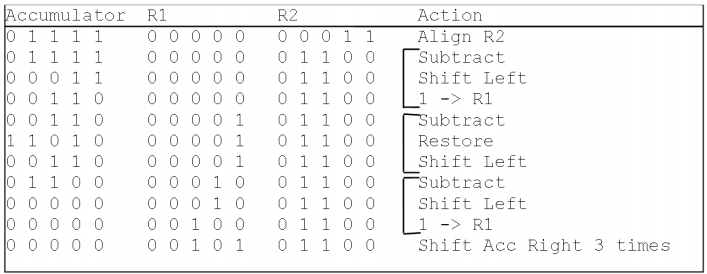 Accumulator R1 R2 Action
0 1 1 1 1 0 0 0 0 0 0 0 0 1 1 Align R2
0 1 1 1 1 0 0 0 0 0 0 1 1 0 0 Subtract
0 0 0 1 1 0 0 0 0 0 0 1 1 0 0 Shift Left
0 0 1 1 0 0 0 0 0 0 0 1 1 0 0 1 -> R1
0 0 1 1 0 0 0 0 0 1 0 1 1 0 0 Subtract
1 1 0 1 0 0 0 0 0 1 0 1 1 0 0 Restore
0 0 1 1 0 0 0 0 0 1 0 1 1 0 0 Shift Left
0 1 1 0 0 0 0 0 1 0 0 1 1 0 0 Subtract
0 0 0 0 0 0 0 0 1 0 0 1 1 0 0 Shift Left
0 0 0 0 0 0 0 1 0 0 0 1 1 0 0 1 -> R1
0 0 0 0 0 0 0 1 0 1 0 1 1 0 0 Shift Acc Right 3 times